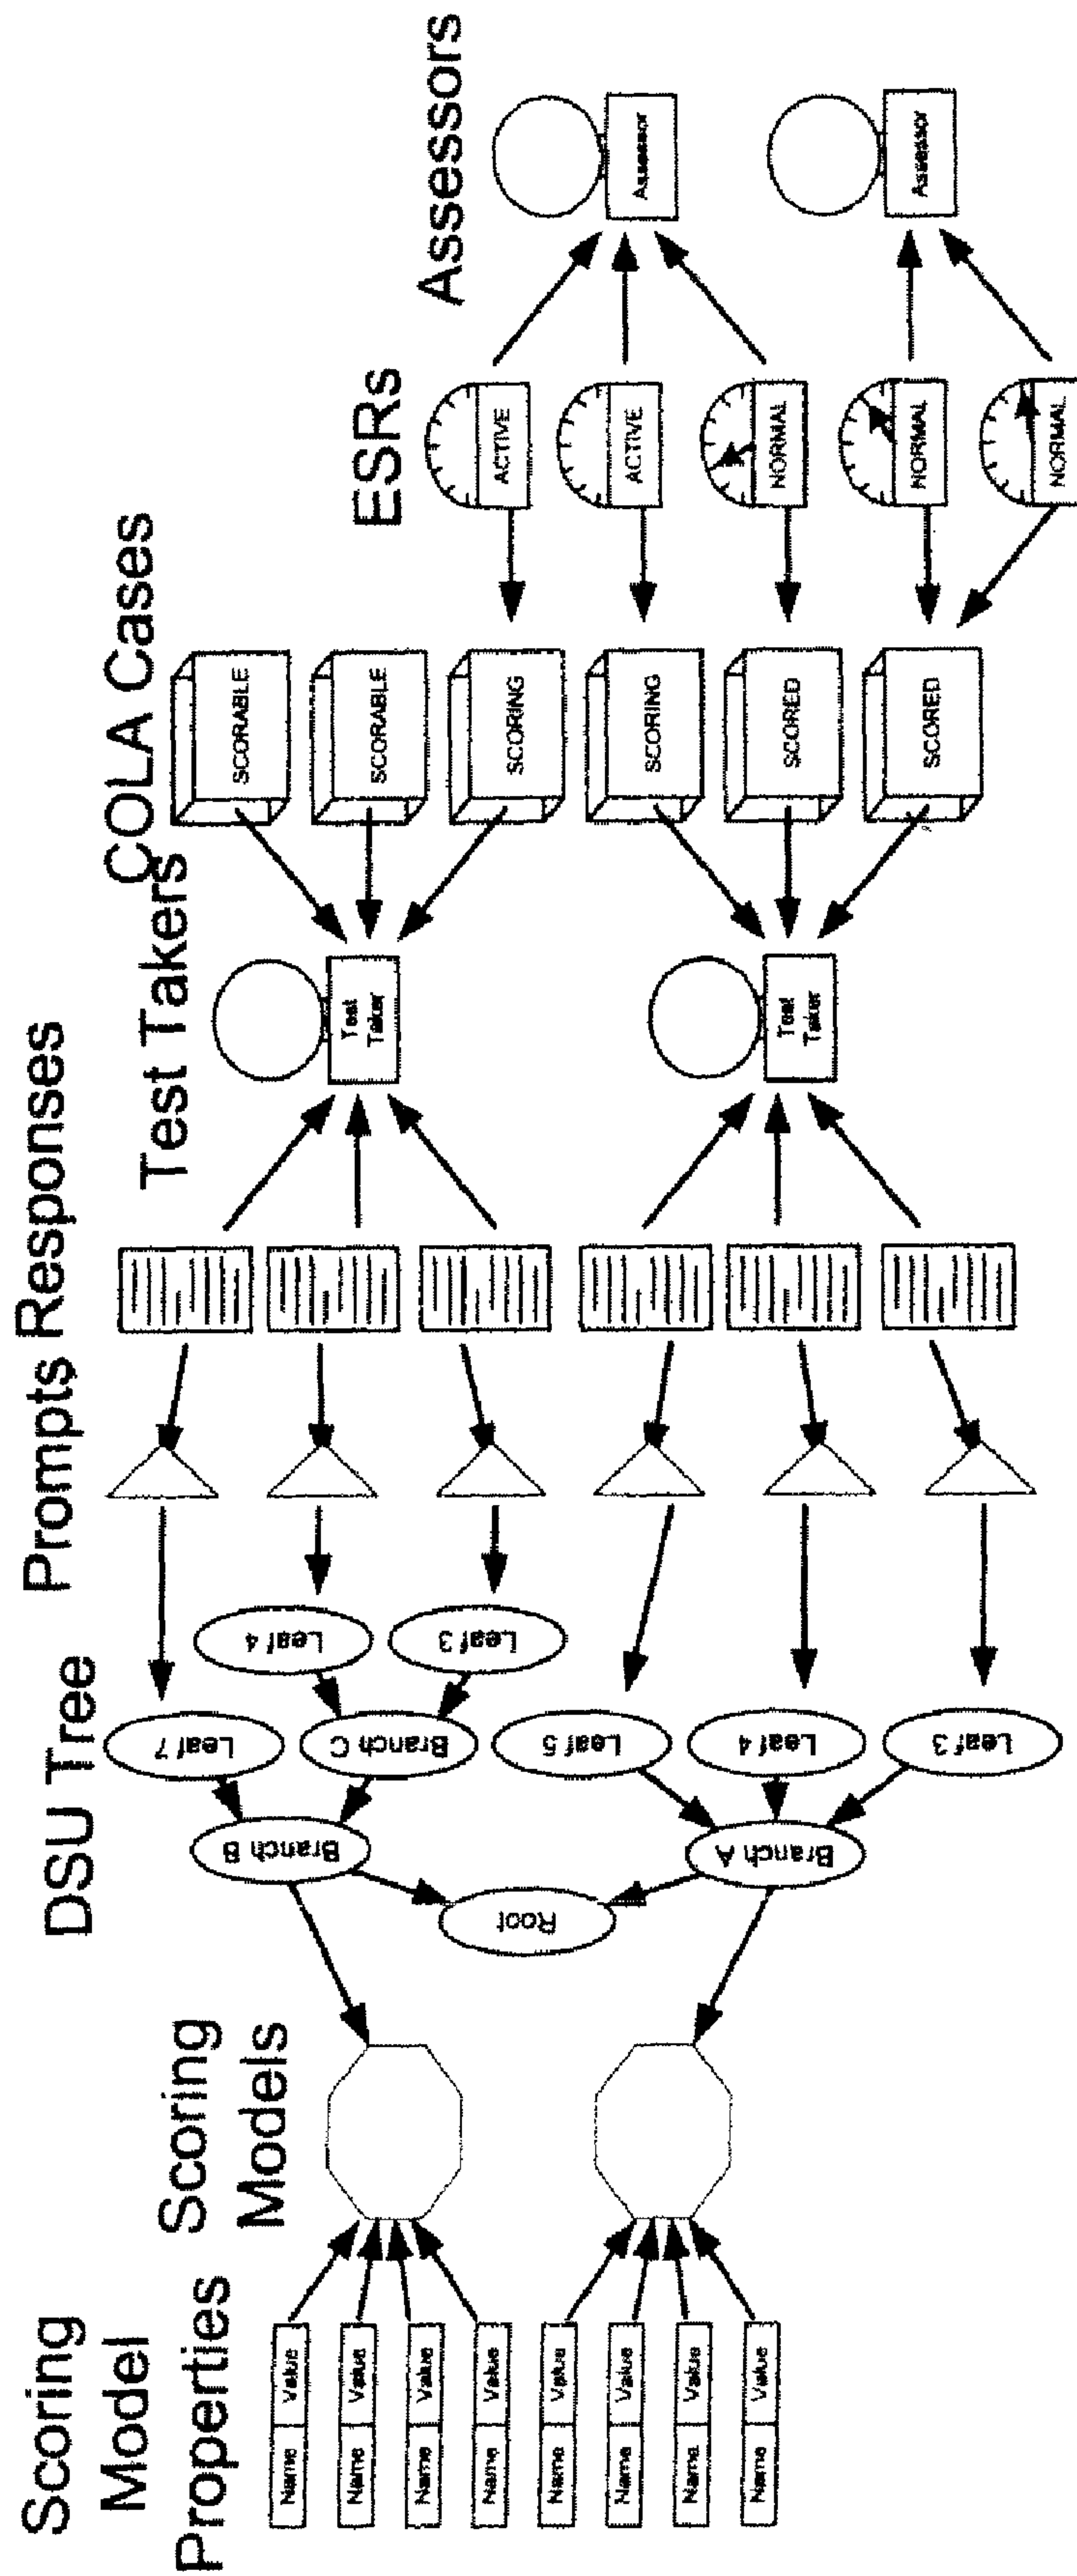 Scoring
Model
Properties
Scoring
Models
DSU Tree
Prompts
Responses
Test Takers
COLA Cases
ESRs
Assessors
Name Value
Name Value
Name Value
Name Value
Name Value
Name Value
Name Value
Name Value
Root
Branch B
Branch A
Leaf 7
Branch C
Leaf 5
Leaf 4
Leaf 3
Leaf 4
Leaf 3
Test
Taker
Test
Taker
SCORABLE
SCORABLE
SCORING
SCORING
SCORED
SCORED
ACTIVE
ACTIVE
NORMAL
NORMAL
NORMAL
Assessor
Assessor